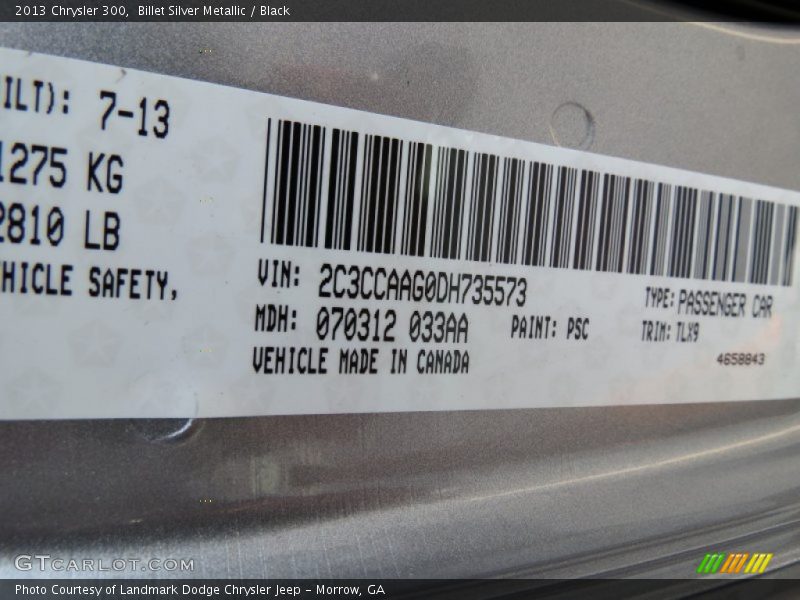 2013 Chrysler 300, Billet Silver Metallic / Black
ILT): 7-13
1275 KG
2810 LB
HICLE SAFETY,
VIN: 2C3CCAAG0DH735573
TYPE: PASSENGER CAR
MDH: 070312 033AA
PAINT: PSC
TRIM: TLX9
VEHICLE MADE IN CANADA
4658843
GTCARLOT.COM
Photo Courtesy of Landmark Dodge Chrysler Jeep - Morrow, GA